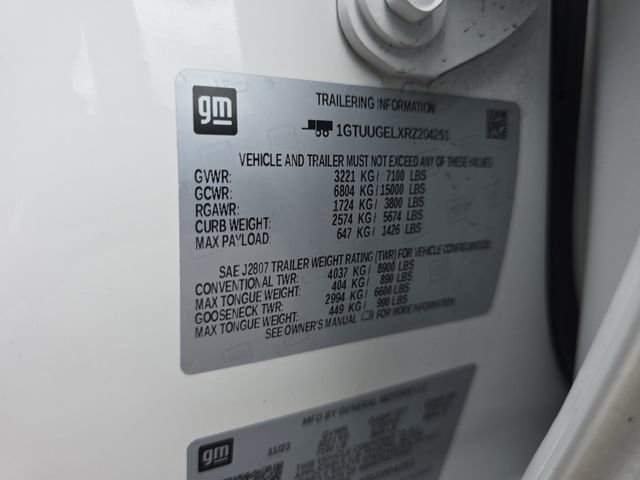 gm
TRAILERING INFORMATION
1GTUUGELXRZ204251
VEHICLE AND TRAILER MUST NOT EXCEED ANY OF THESE VALUES:
GVWR: 3221 KG/ 7100 LBS
GCWR: 6804 KG/ 15000 LBS
RGAWR: 1724 KG/ 3800 LBS
CURB WEIGHT: 2574 KG/ 5674 LBS
MAX PAYLOAD: 647 KG/ 1426 LBS
SAE J2807 TRAILER WEIGHT RATING (TWR) FOR VEHICLE CONFIGURATION:
CONVENTIONAL TWR: 4037 KG/ 8900 LBS
MAX TONGUE WEIGHT: 404 KG/ 890 LBS
GOOSENECK TWR: 2994 KG/ 6600 LBS
MAX TONGUE WEIGHT: 449 KG/ 990 LBS
SEE OWNER'S MANUAL FOR MORE INFORMATION
gm
MFD BY GENERAL MOTORS LLC
11/23
GVWR